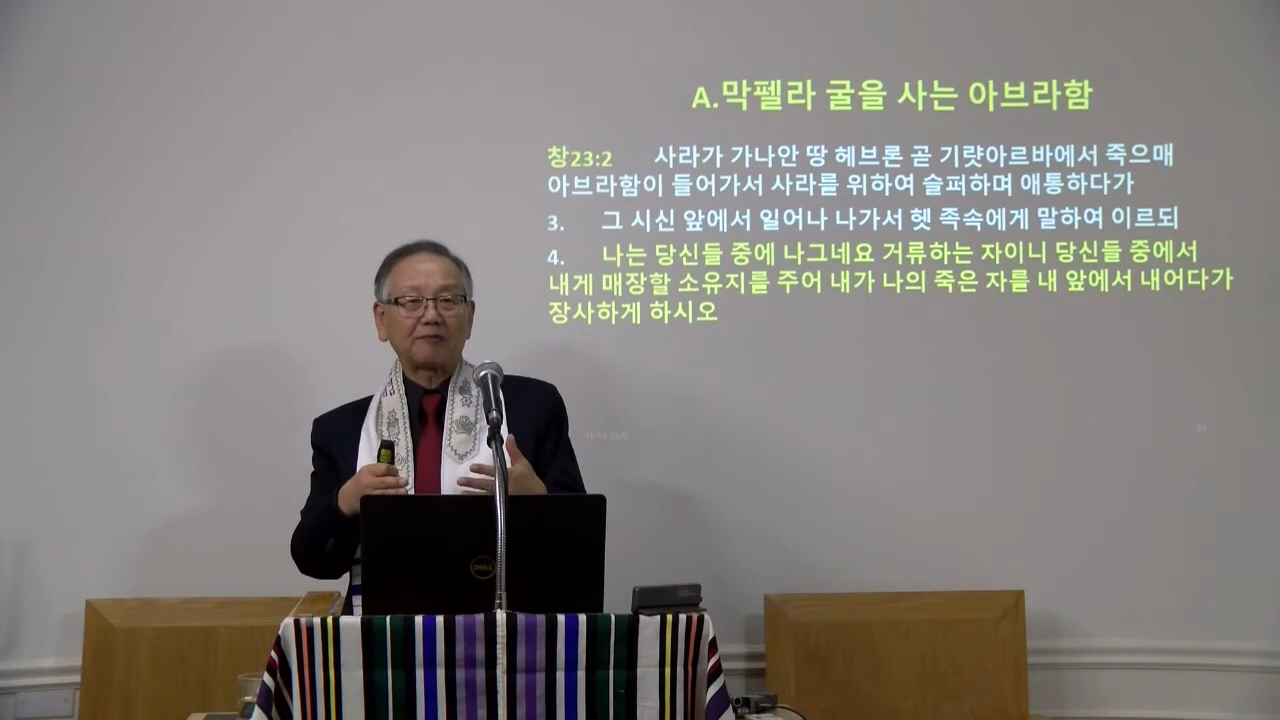 A.막펠라 굴을 사는 아브라함
창23:2 사라가 가나안 땅 헤브론 곧 기럇아르바에서 죽으매
아브라함이 들어가서 사라를 위하여 슬퍼하며 애통하다가
3. 그 시신 앞에서 일어나 나가서 헷 족속에게 말하여 이르되
4. 나는 당신들 중에 나그네요 거류하는 자이니 당신들 중에서
내게 매장할 소유지를 주어 내가 나의 죽은 자를 내 앞에서 내어다가
장사하게 하시오
DELL